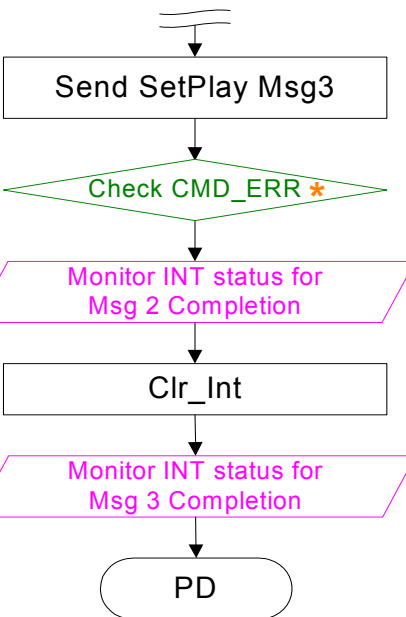 Send SetPlay Msg3
Check CMD_ERR *
Monitor INT status for
Msg 2 Completion
Clr_Int
Monitor INT status for
Msg 3 Completion
PD